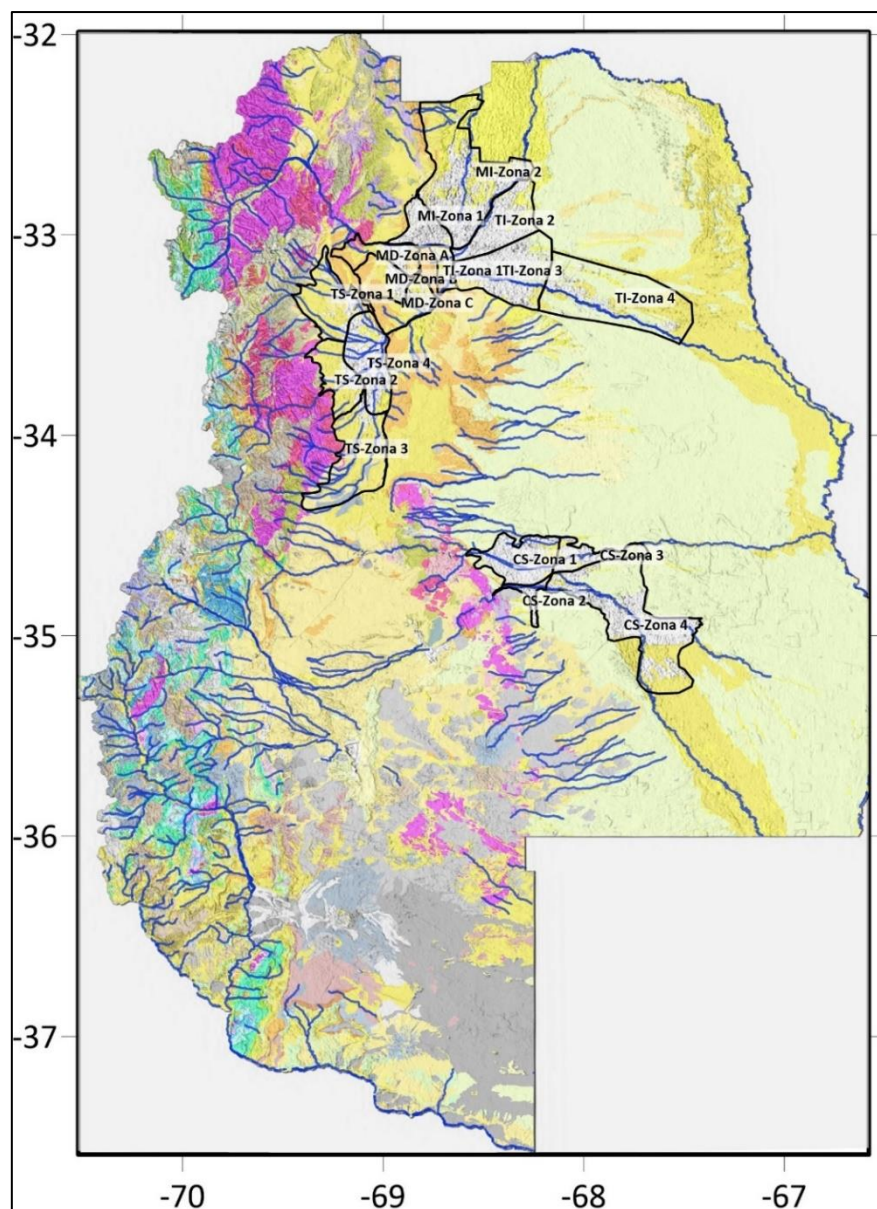 -32
MI-Zona 2
MI-Zona 1
TI-Zona 2
-33
MD-Zona A
TI-Zona 1
TI-Zona 3
MD-Zona B
TS-Zona 1
MD-Zona C
TI-Zona 4
TS-Zona 4
TS-Zona 2
-34
TS-Zona 3
CS-Zona 1
CS-Zona 3
CS-Zona 2
CS-Zona 4
-35
-36
-37
-70
-69
-68
-67